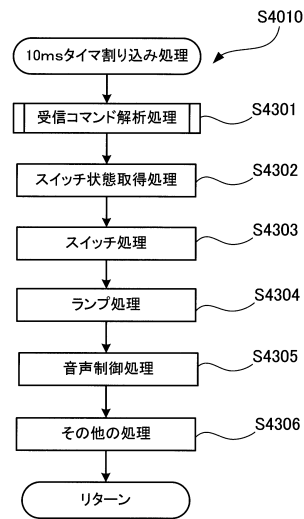 S4010
10msタイマ割り込み処理
受信コマンド解析処理
S4301
スイッチ状態取得処理
S4302
スイッチ処理
S4303
ランプ処理
S4304
音声制御処理
S4305
その他の処理
S4306
リターン